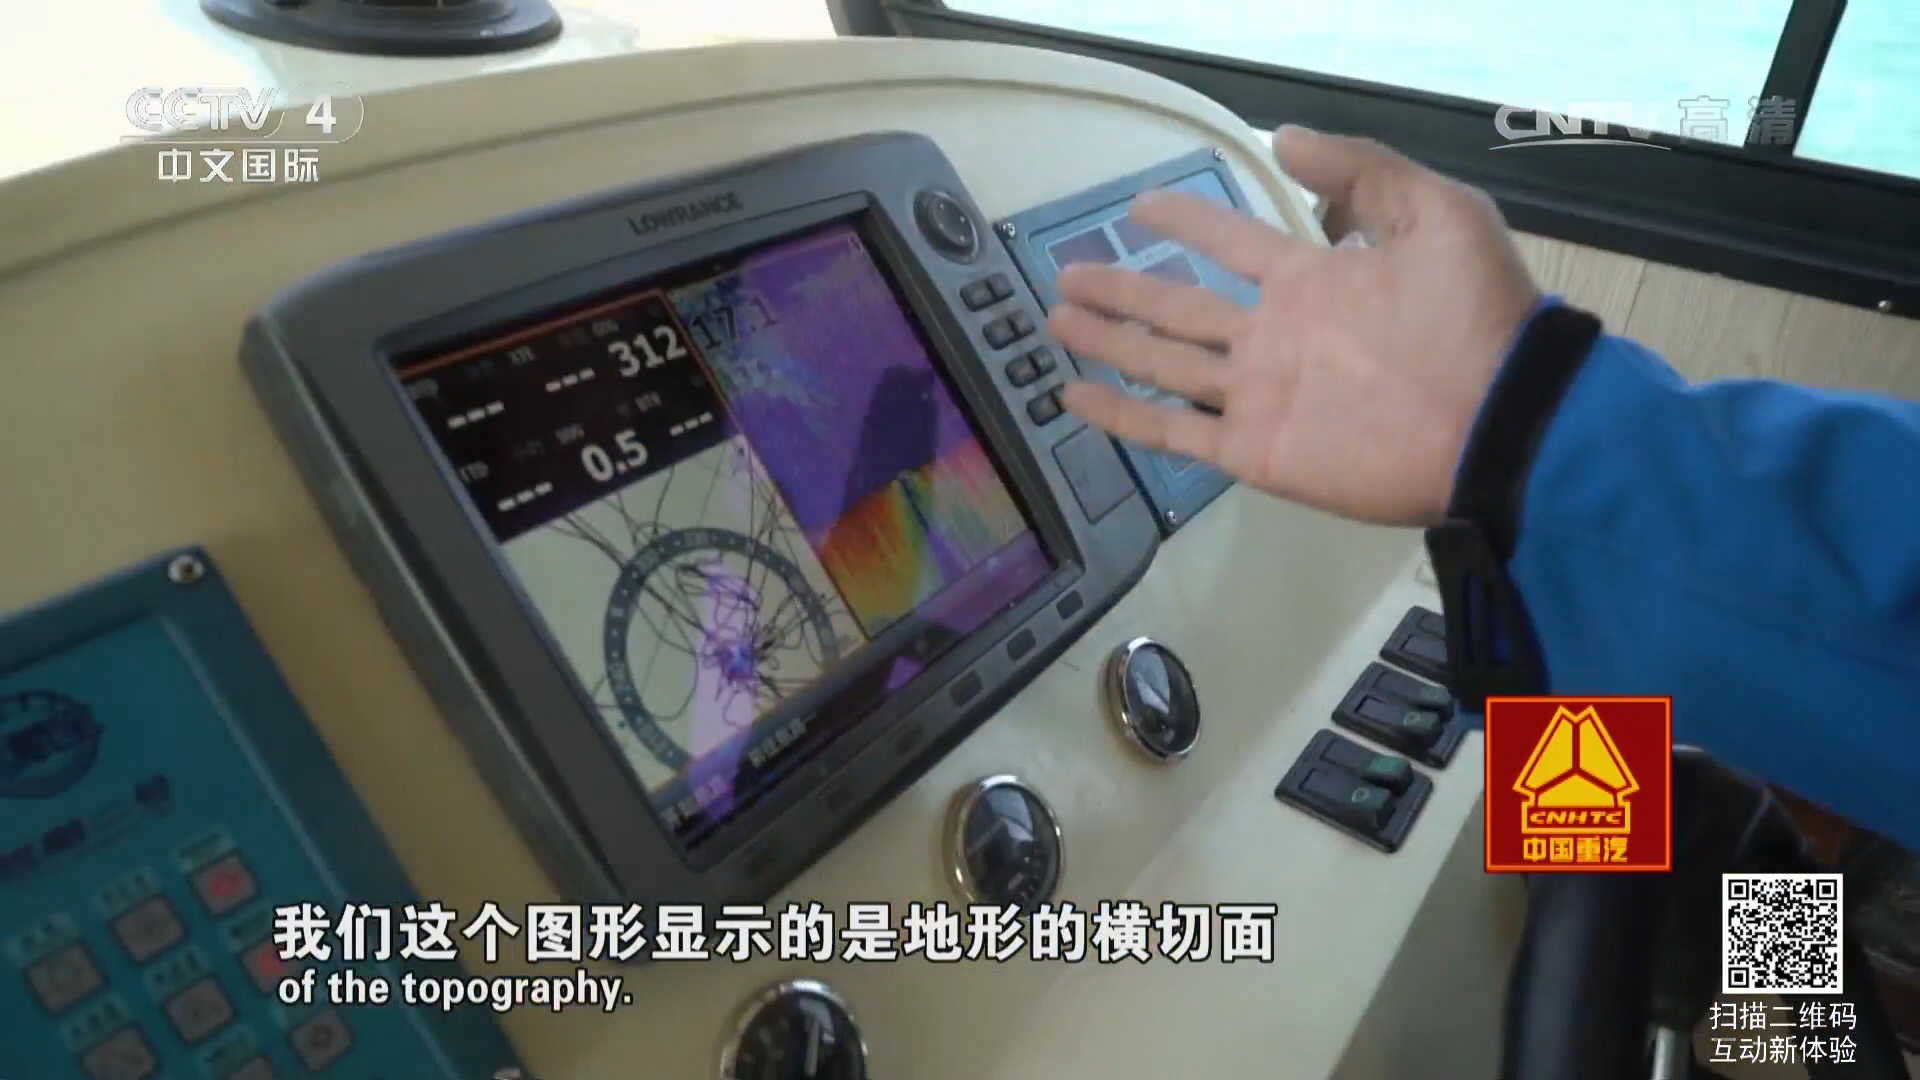 CCTV 4
中文国际
CNTV 高清
LOWRANCE
17.1
312
0.5
CNHTC
中国重汽
我们这个图形显示的是地形的横切面
of the topography.
扫描二维码
互动新体验